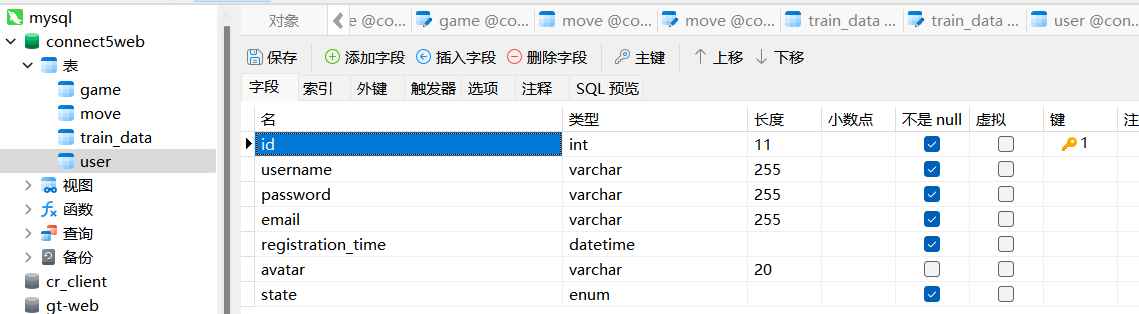 mysql
connect5web
表
game
move
train_data
user
视图
函数
查询
备份
cr_client
gt-web
对象
e @co...
game @co...
move @co...
move @co...
train_data ...
train_data ...
user @con...
保存 添加字段 插入字段 删除字段 主键 上移 下移
字段 索引 外键 触发器 选项 注释 SQL 预览
名 类型 长度 小数点 不是 null 虚拟 键 注
id int 11 1
username varchar 255
password varchar 255
email varchar 255
registration_time datetime
avatar varchar 20
state enum